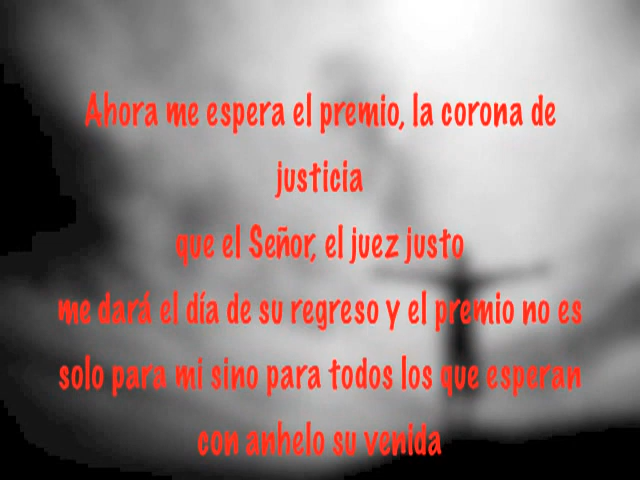 Ahora me espera el premio, la corona de
justicia
que el Señor, el juez justo
me dará el día de su regreso y el premio no es
solo para mi sino para todos los que esperan
con anhelo su venida